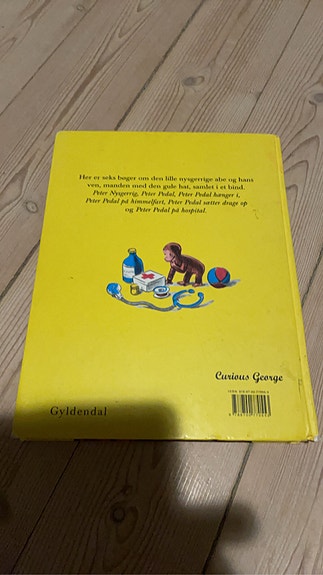 Her er seks bøger om den lille nysgerrige abe og hans
ven, manden med den gule hat, samlet i et bind.
Peter Nysgerrig, Peter Pedal, Peter Pedal hænger i,
Peter Pedal på himmelfart, Peter Pedal sætter drage op
og Peter Pedal på hospital.
Curious George
Gyldendal